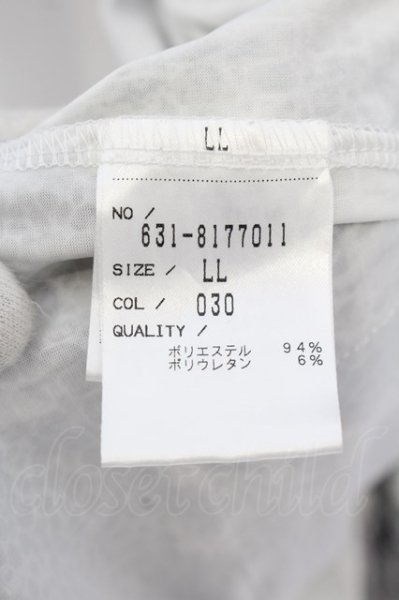 LL
NO /
631-8177011
SIZE / LL
COL / 030
QUALITY /
ポリエステル 94%
ポリウレタン 6%
closet child